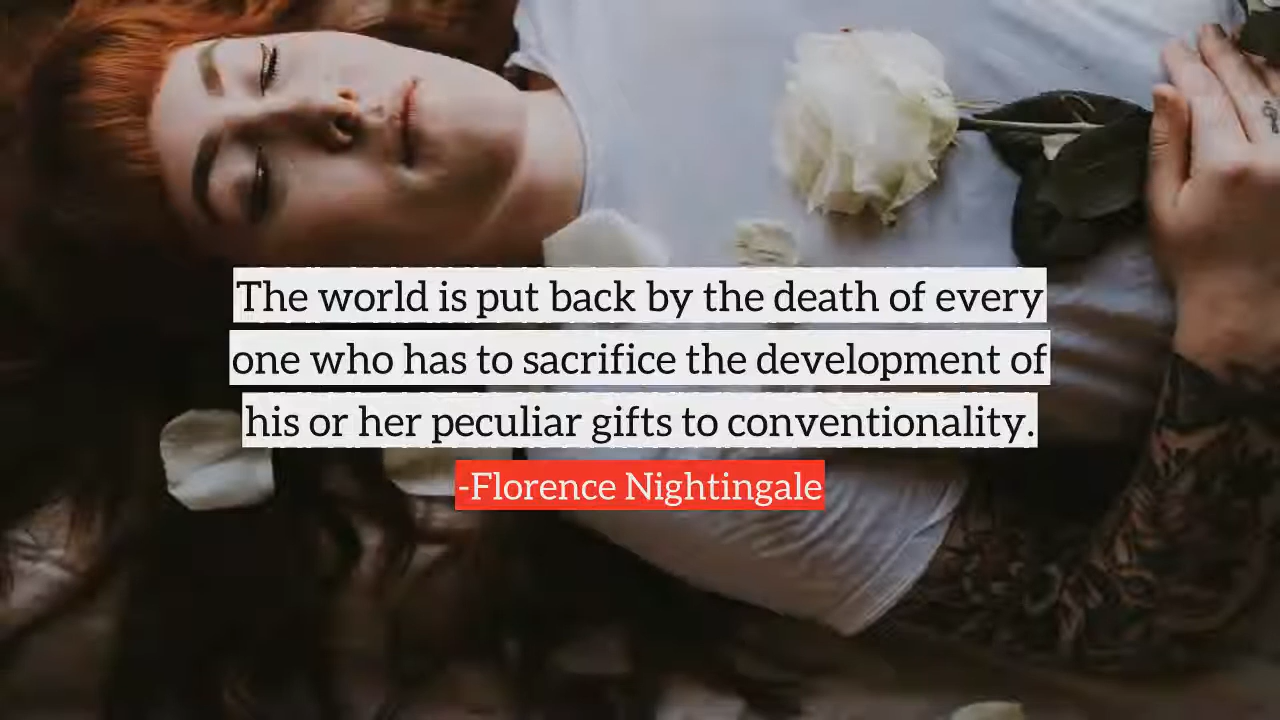 The world is put back by the death of every
one who has to sacrifice the development of
his or her peculiar gifts to conventionality.
-Florence Nightingale